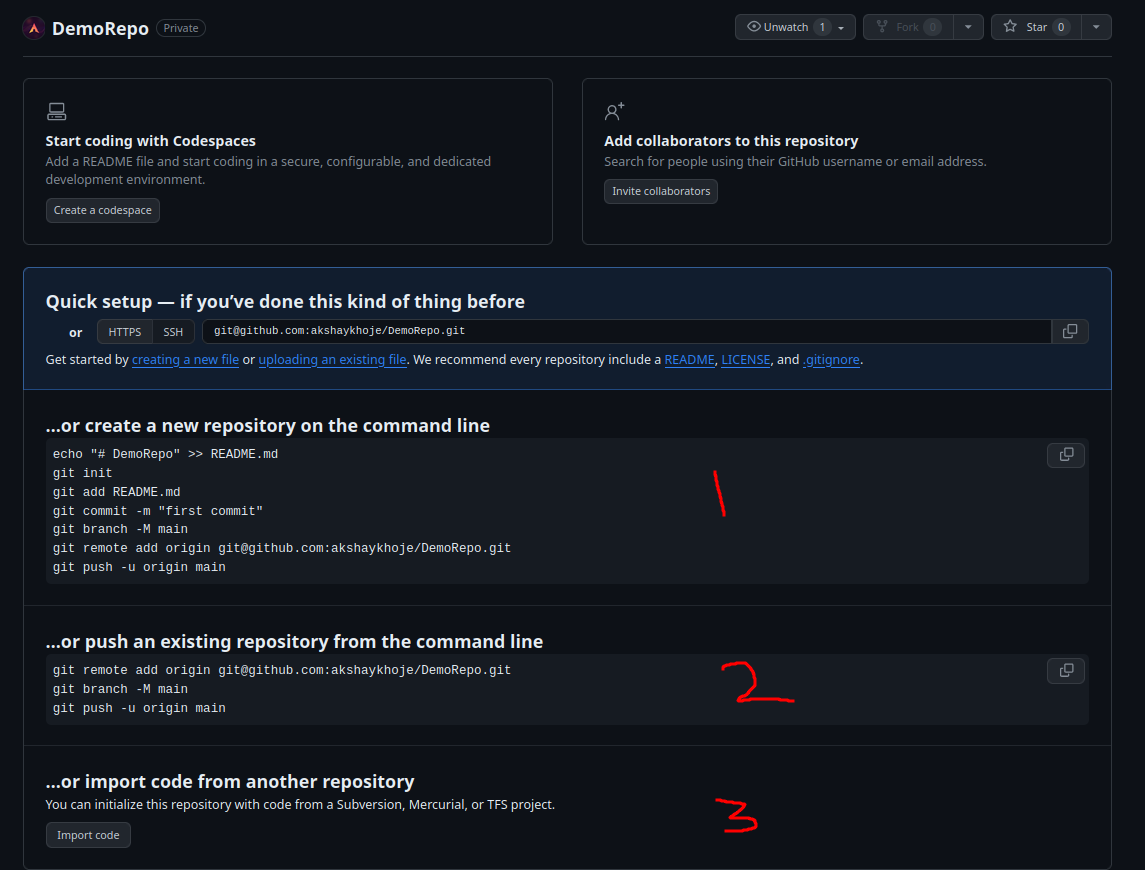 DemoRepo Private Unwatch 1 Fork 0 Star 0
Start coding with Codespaces
Add a README file and start coding in a secure, configurable, and dedicated
development environment.
Create a codespace
Add collaborators to this repository
Search for people using their GitHub username or email address.
Invite collaborators
Quick setup — if you’ve done this kind of thing before
or HTTPS SSH git@github.com:akshaykhoje/DemoRepo.git
Get started by creating a new file or uploading an existing file. We recommend every repository include a README, LICENSE, and .gitignore.
…or create a new repository on the command line
echo "# DemoRepo" >> README.md
git init
git add README.md
git commit -m "first commit"
git branch -M main
git remote add origin git@github.com:akshaykhoje/DemoRepo.git
git push -u origin main
1
…or push an existing repository from the command line
git remote add origin git@github.com:akshaykhoje/DemoRepo.git
git branch -M main
git push -u origin main
2
…or import code from another repository
You can initialize this repository with code from a Subversion, Mercurial, or TFS project.
Import code
3